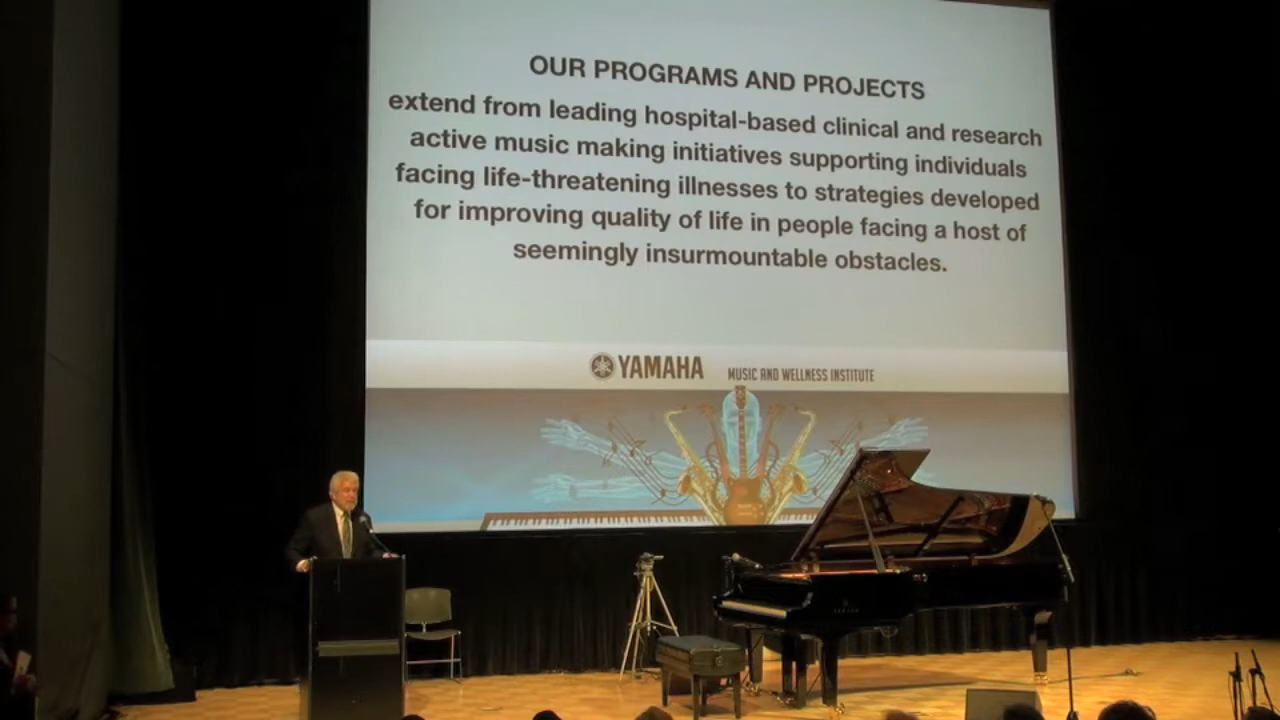 OUR PROGRAMS AND PROJECTS
extend from leading hospital-based clinical and research
active music making initiatives supporting individuals
facing life-threatening illnesses to strategies developed
for improving quality of life in people facing a host of
seemingly insurmountable obstacles.
YAMAHA MUSIC AND WELLNESS INSTITUTE